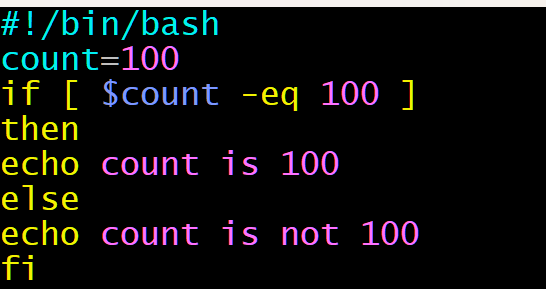 #!/bin/bash
count=100
if [ $count -eq 100 ]
then
echo count is 100
else
echo count is not 100
fi